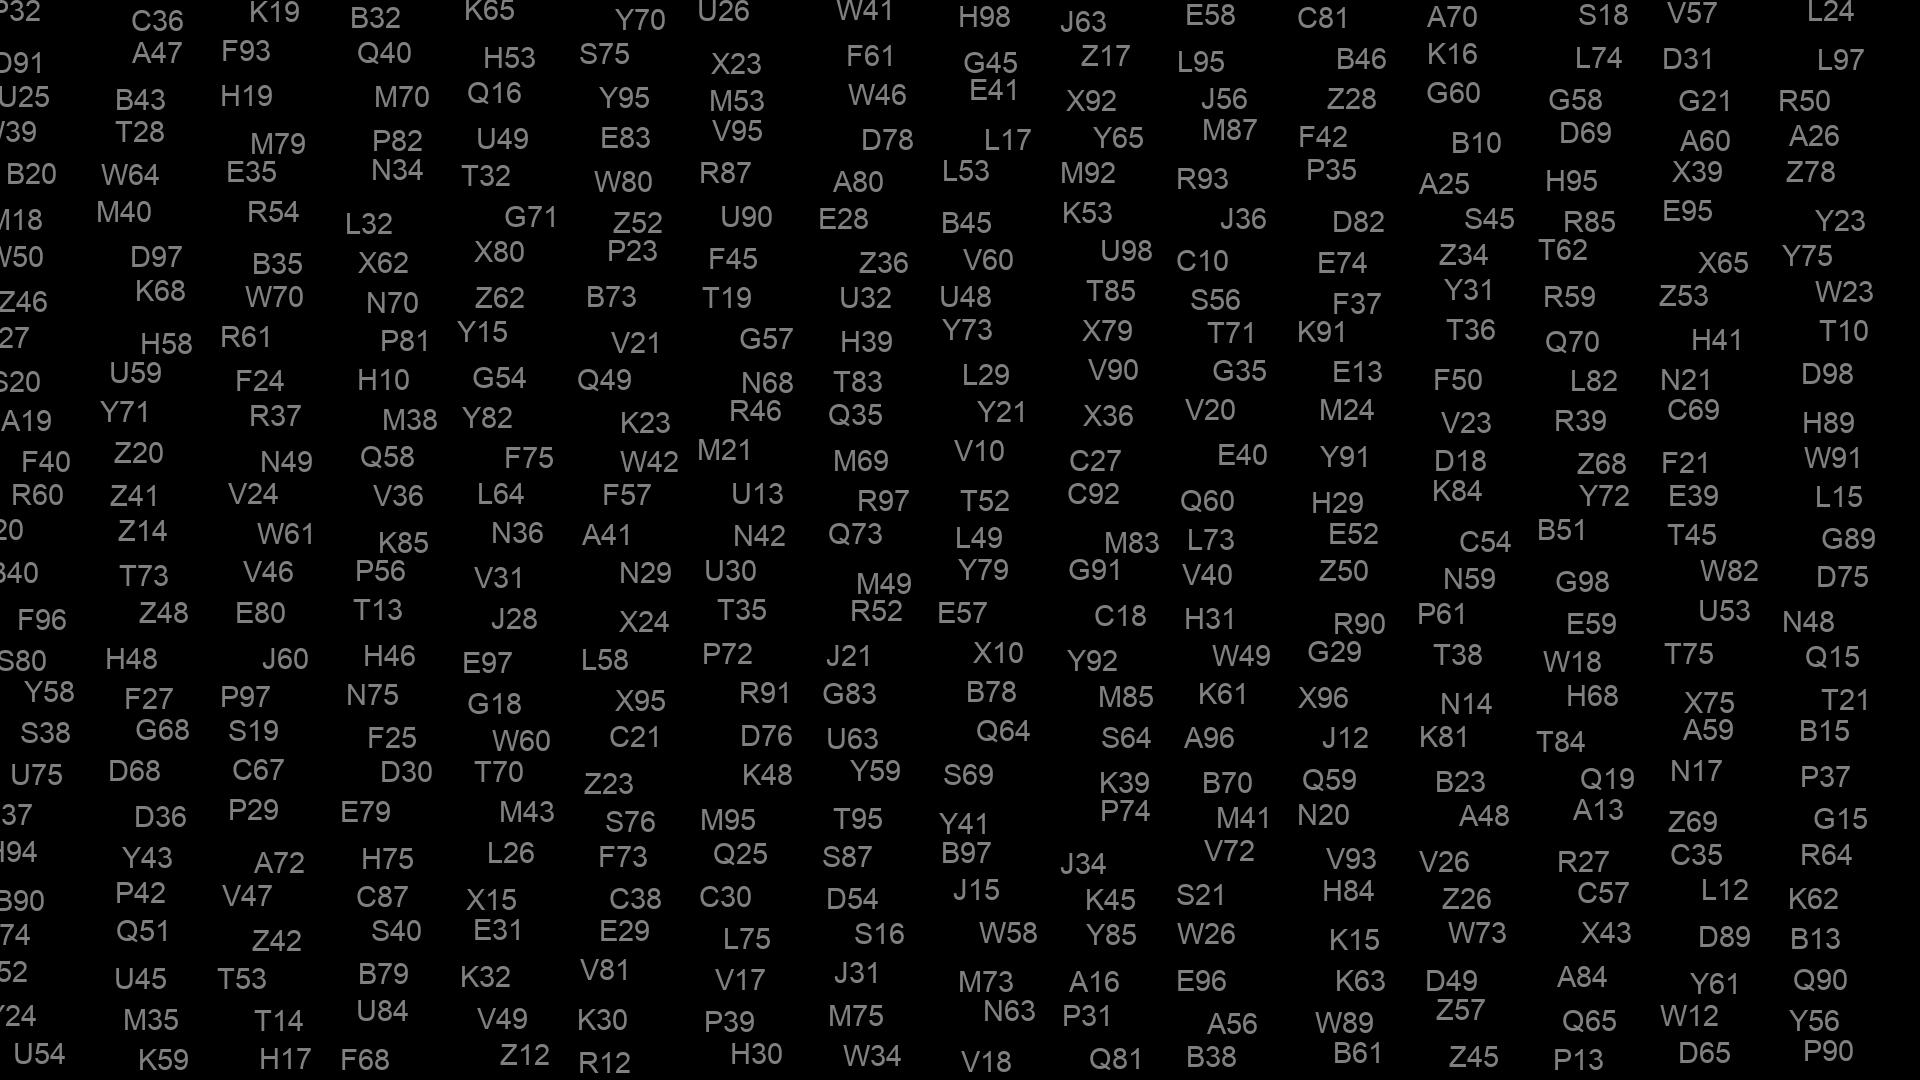 P32 C36 K19 B32 K65 Y70 U26 W41 H98 J63 E58 C81 A70 S18 V57 L24
D91 A47 F93 Q40 H53 S75 X23 F61 G45 Z17 L95 B46 K16 L74 D31 L97
U25 B43 H19 M70 Q16 Y95 M53 W46 E41 X92 J56 Z28 G60 G58 G21 R50
39 T28 M79 P82 U49 E83 V95 D78 L17 Y65 M87 F42 B10 D69 A60 A26
B20 W64 E35 N34 T32 W80 R87 A80 L53 M92 R93 P35 A25 H95 X39 Z78
M18 M40 R54 L32 G71 Z52 U90 E28 B45 K53 J36 D82 S45 R85 E95 Y23
W50 D97 B35 X62 X80 P23 F45 Z36 V60 U98 C10 E74 Z34 T62 X65 Y75
Z46 K68 W70 N70 Z62 B73 T19 U32 U48 T85 S56 F37 Y31 R59 Z53 W23
27 H58 R61 P81 Y15 V21 G57 H39 Y73 X79 T71 K91 T36 Q70 H41 T10
S20 U59 F24 H10 G54 Q49 N68 T83 L29 V90 G35 E13 F50 L82 N21 D98
A19 Y71 R37 M38 Y82 K23 R46 Q35 Y21 X36 V20 M24 V23 R39 C69 H89
F40 Z20 N49 Q58 F75 W42 M21 M69 V10 C27 E40 Y91 D18 Z68 F21 W91
R60 Z41 V24 V36 L64 F57 U13 R97 T52 C92 Q60 H29 K84 Y72 E39 L15
20 Z14 W61 K85 N36 A41 N42 Q73 L49 M83 L73 E52 C54 B51 T45 G89
B40 T73 V46 P56 V31 N29 U30 M49 Y79 G91 V40 Z50 N59 G98 W82 D75
F96 Z48 E80 T13 J28 X24 T35 R52 E57 C18 H31 R90 P61 E59 U53 N48
S80 H48 J60 H46 E97 L58 P72 J21 X10 Y92 W49 G29 T38 W18 T75 Q15
Y58 F27 P97 N75 G18 X95 R91 G83 B78 M85 K61 X96 N14 H68 X75 T21
S38 G68 S19 F25 W60 C21 D76 U63 Q64 S64 A96 J12 K81 T84 A59 B15
U75 D68 C67 D30 T70 Z23 K48 Y59 S69 K39 B70 Q59 B23 Q19 N17 P37
37 D36 P29 E79 M43 S76 M95 T95 Y41 P74 M41 N20 A48 A13 Z69 G15
H94 Y43 A72 H75 L26 F73 Q25 S87 B97 J34 V72 V93 V26 R27 C35 R64
B90 P42 V47 C87 X15 C38 C30 D54 J15 K45 S21 H84 Z26 C57 L12 K62
74 Q51 Z42 S40 E31 E29 L75 S16 W58 Y85 W26 K15 W73 X43 D89 B13
52 U45 T53 B79 K32 V81 V17 J31 M73 A16 E96 K63 D49 A84 Y61 Q90
Y24 M35 T14 U84 V49 K30 P39 M75 N63 P31 A56 W89 Z57 Q65 W12 Y56
U54 K59 H17 F68 Z12 R12 H30 W34 V18 Q81 B38 B61 Z45 P13 D65 P90